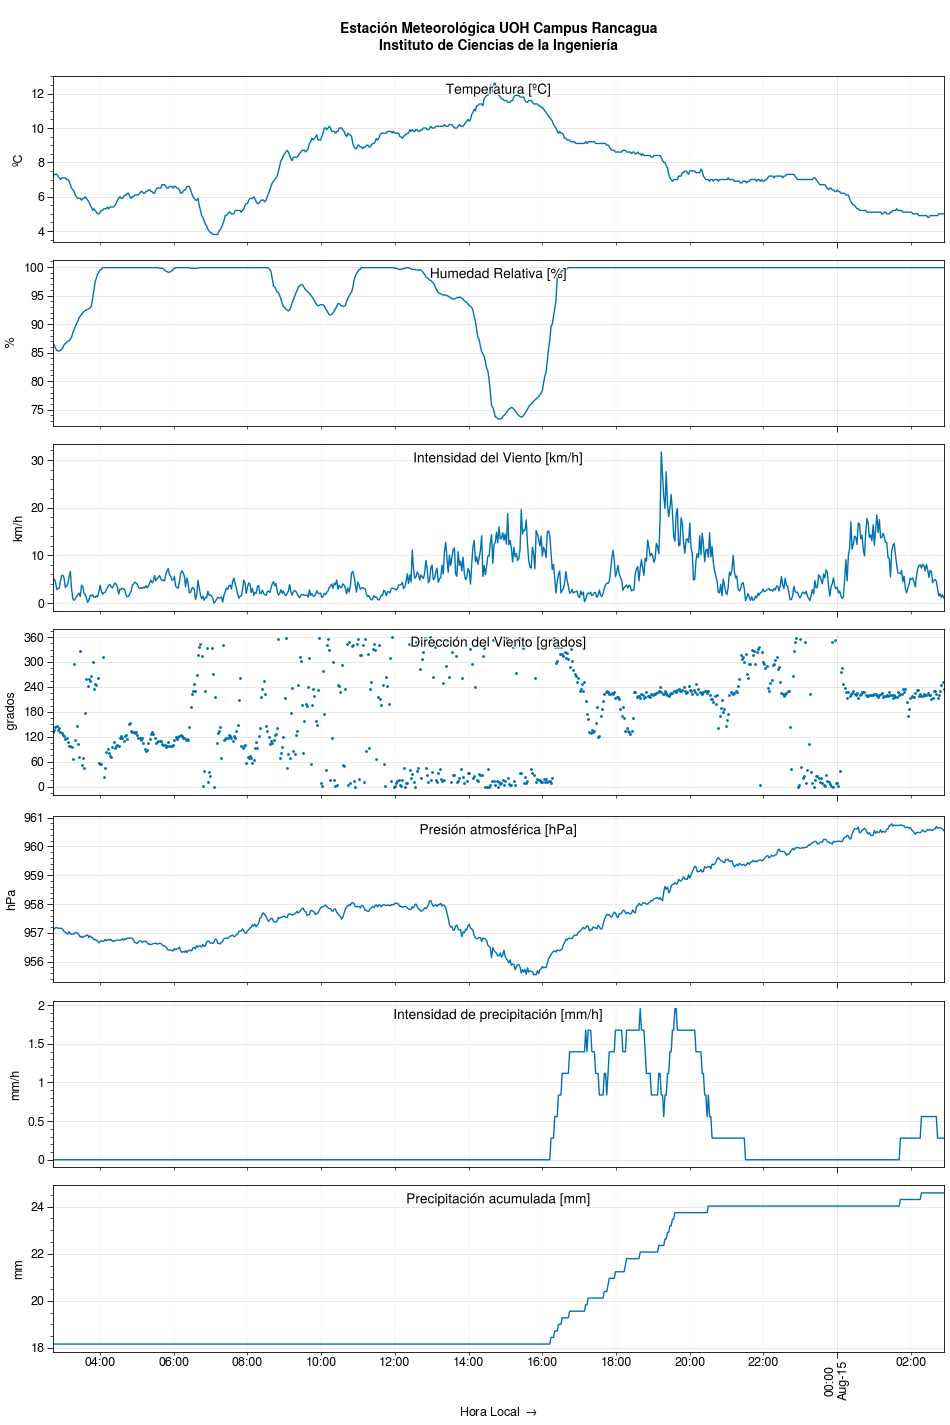 Estación Meteorológica UOH Campus Rancagua
Instituto de Ciencias de la Ingeniería
Temperatura [ºC]
ºC
12
10
8
6
4
Humedad Relativa [%]
%
100
95
90
85
80
75
Intensidad del Viento [km/h]
km/h
30
20
10
0
Dirección del Viento [grados]
grados
360
300
240
180
120
60
0
Presión atmosférica [hPa]
hPa
961
960
959
958
957
956
Intensidad de precipitación [mm/h]
mm/h
2
1.5
1
0.5
0
Precipitación acumulada [mm]
mm
24
22
20
18
04:00 06:00 08:00 10:00 12:00 14:00 16:00 18:00 20:00 22:00 00:00 02:00
Aug-15
Hora Local →